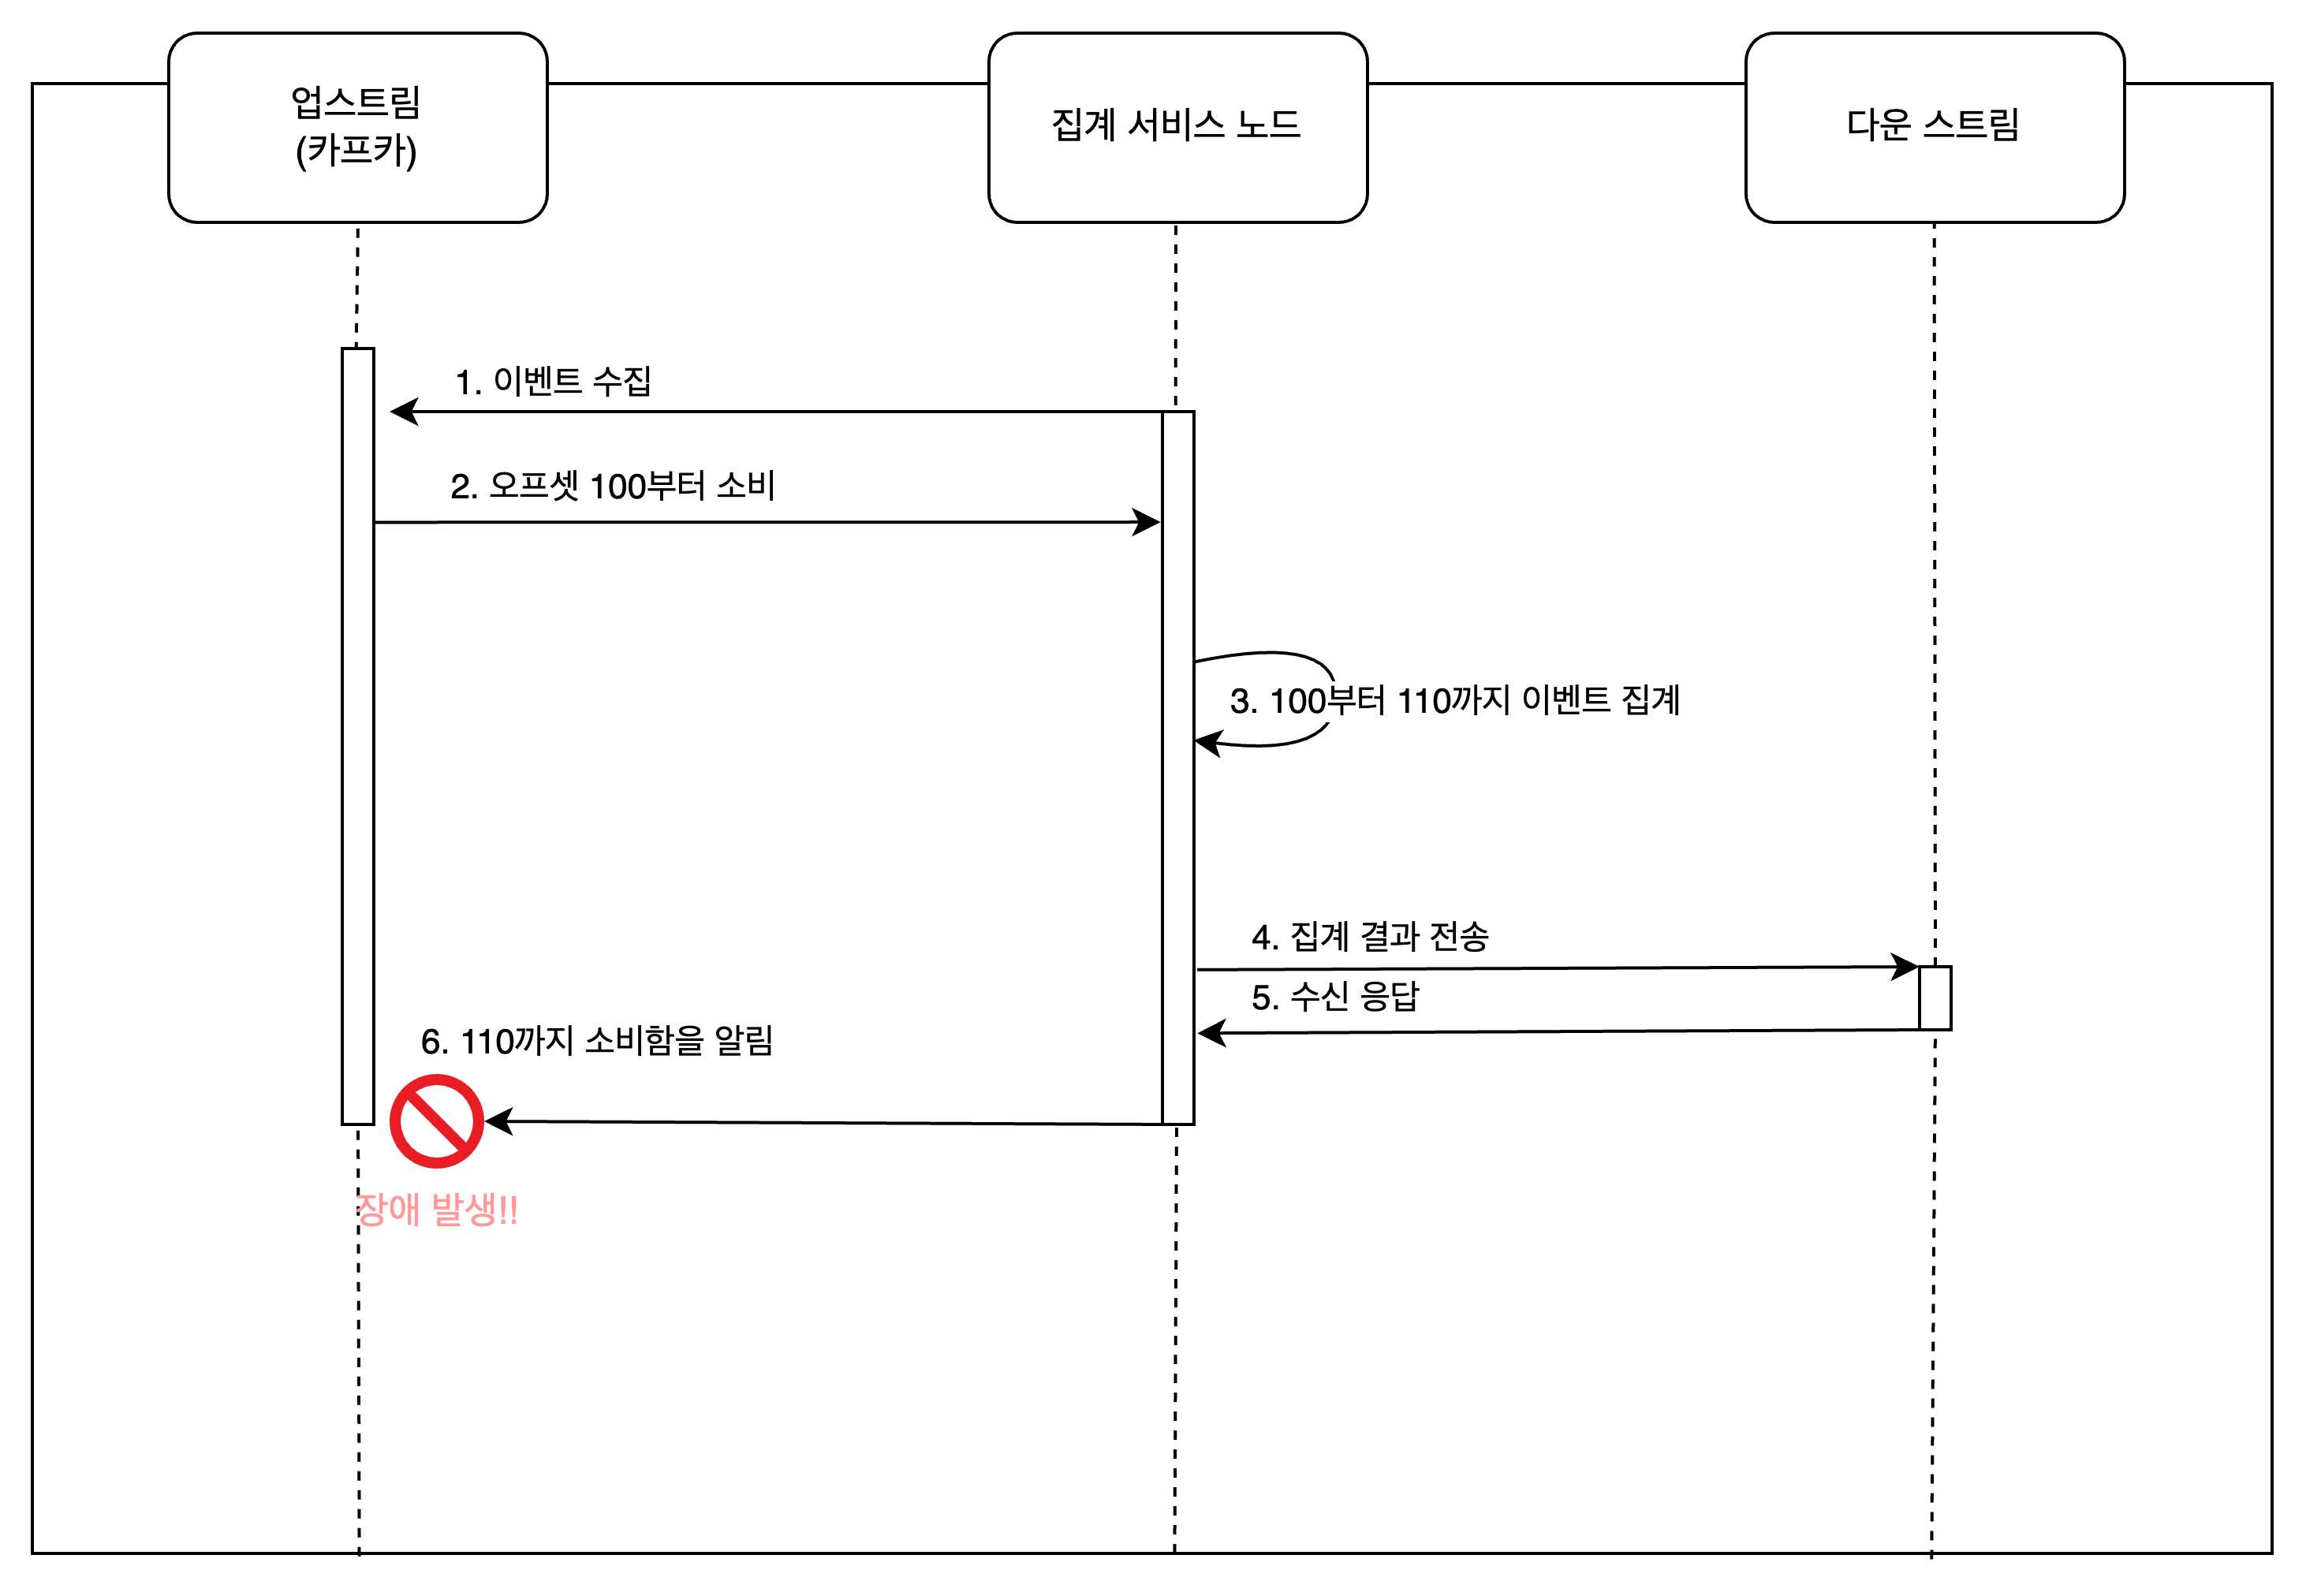 업스트림
(카프카)
집계 서비스 노드
다운 스트림
1. 이벤트 수집
2. 오프셋 100부터 소비
3. 100부터 110까지 이벤트 집계
4. 집계 결과 전송
5. 수신 응답
6. 110까지 소비함을 알림
장애 발생!!